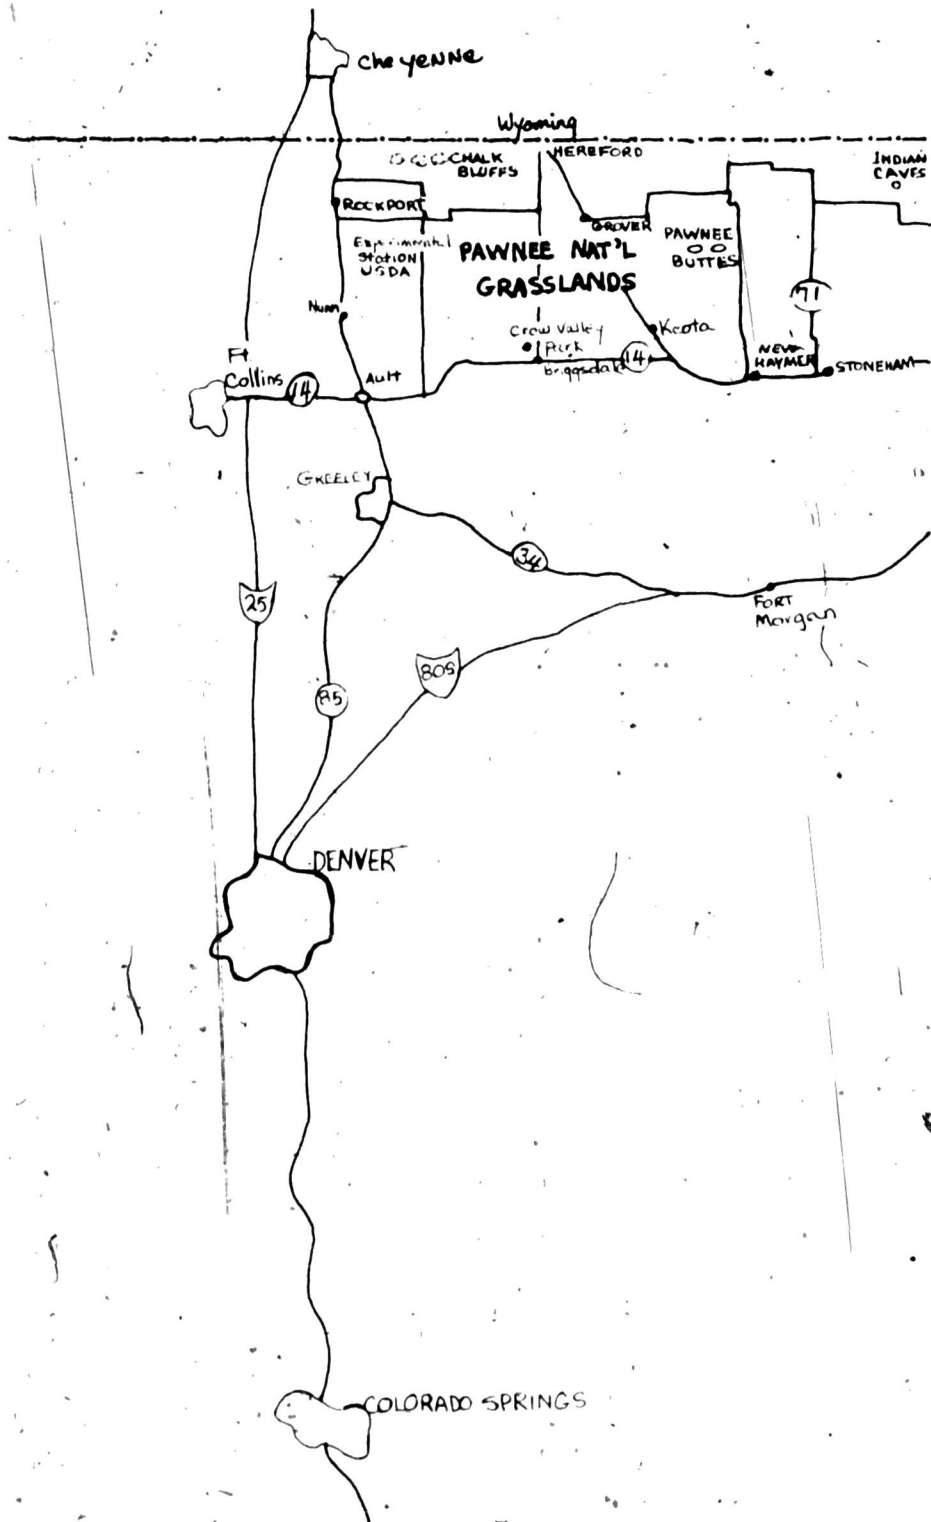 Cheyenne
Wyoming
CHALK
BLUFFS
HEREFORD
INDIAN
CAVES
ROCKPORT
GROVER
PAWNEE
BUTTES
Experimental
Station
USDA
PAWNEE NAT'L
GRASSLANDS
71
Nunn
Crow Valley
Park
Keota
Briggsdale
14
NEW
RAYMER
STONEHAM
Ft.
Collins
14
Ault
GREELEY
34
25
FORT
Morgan
80S
85
DENVER
COLORADO SPRINGS